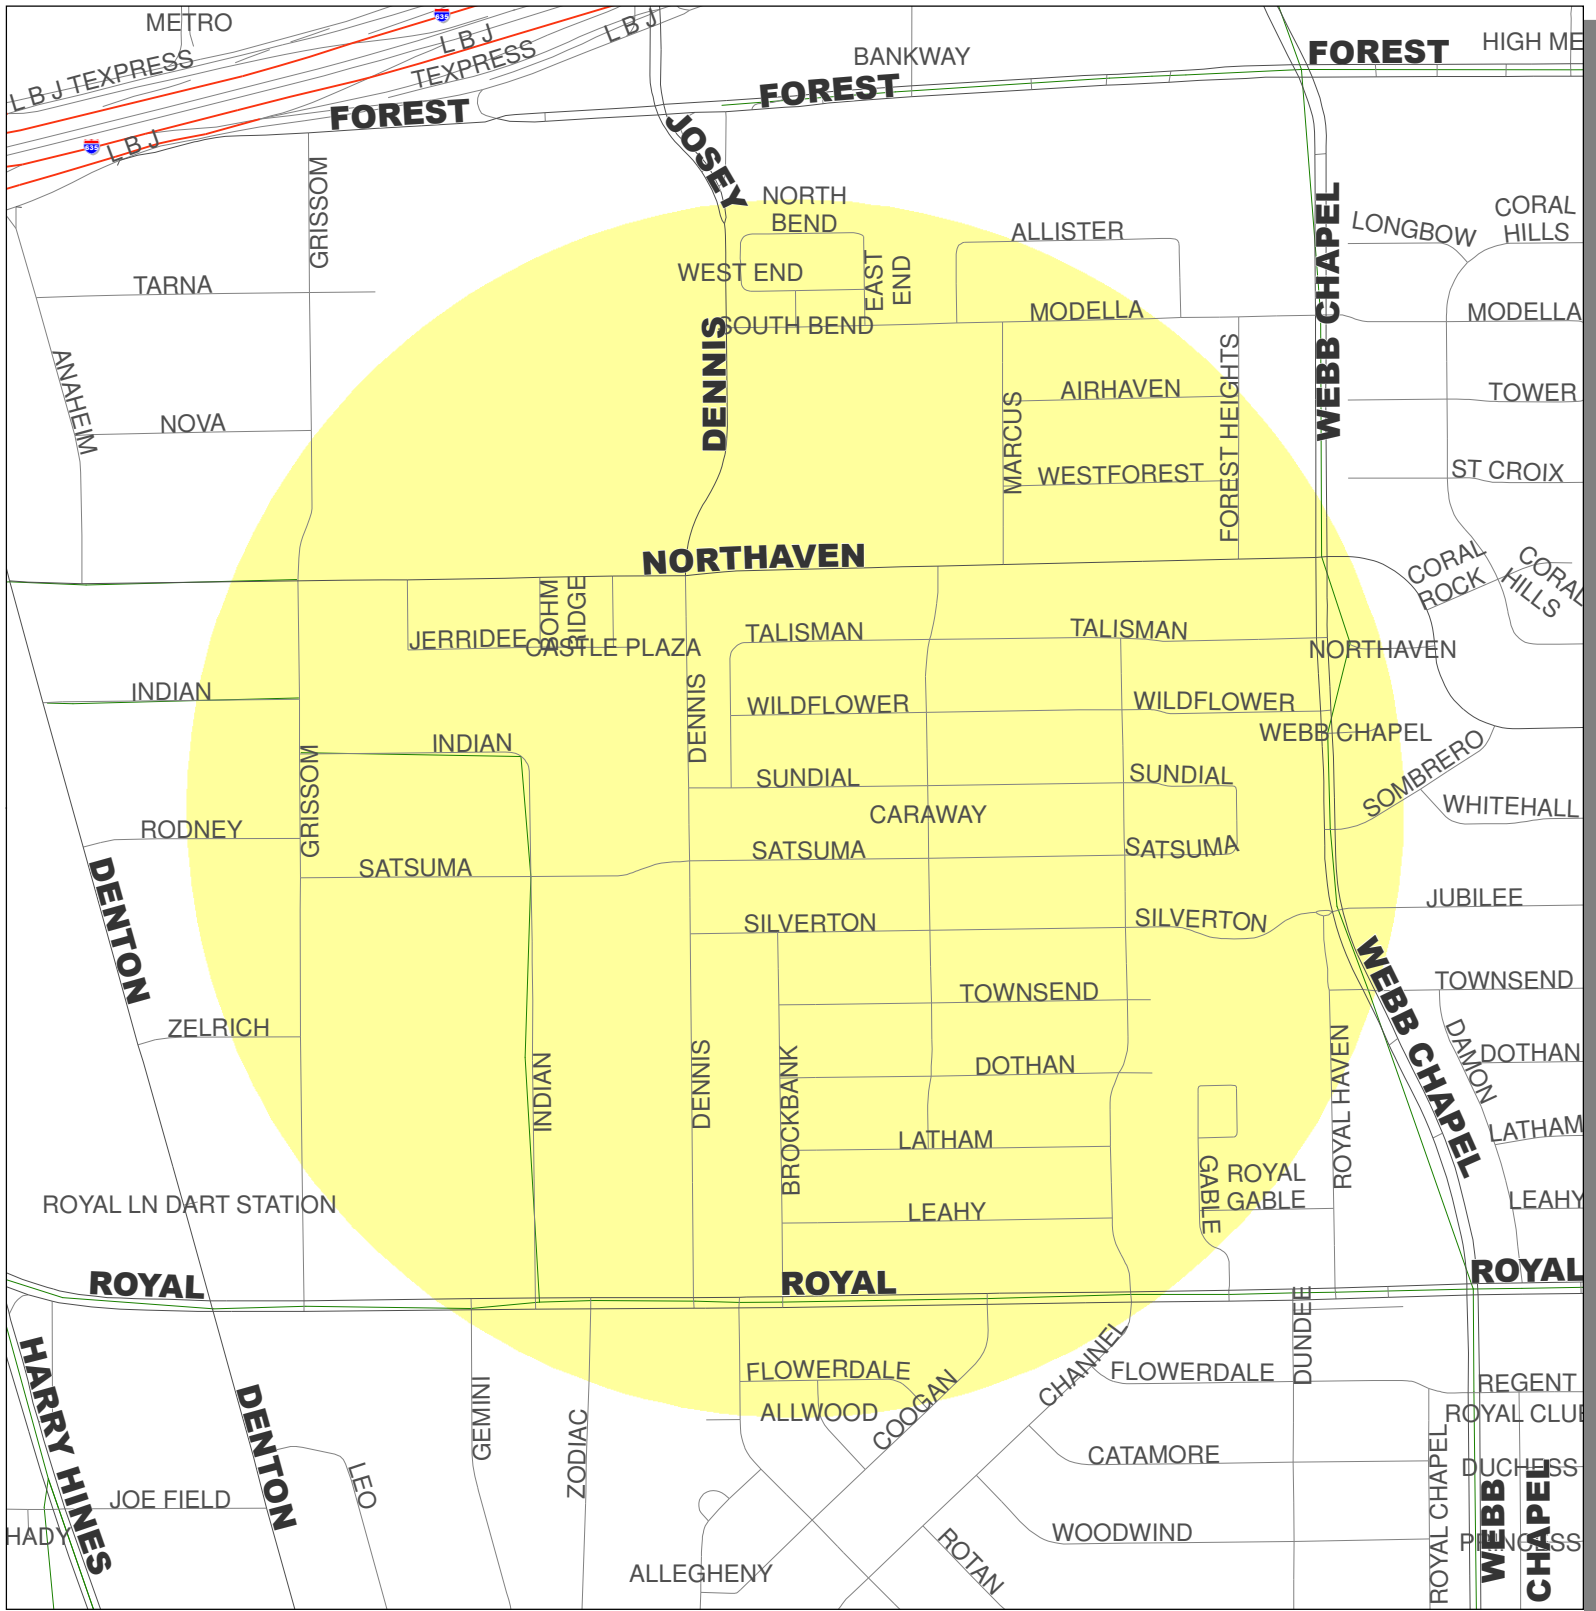 METRO
635
L B J
L B J
HIGH ME
FOREST
BANKWAY
L B J TEXPRESS
TEXPRESS
FOREST
FOREST
635
L B J
JOSEY
GRISSOM
NORTH
BEND
WEBB CHAPEL
CORAL
HILLS
LONGBOW
ALLISTER
WEST END
EAST
END
TARNA
SOUTH BEND
MODELLA
MODELLA
DENNIS
ANAHEIM
AIRHAVEN
TOWER
NOVA
MARCUS
FOREST HEIGHTS
WESTFOREST
ST CROIX
NORTHAVEN
CORAL
ROCK
CORAL
HILLS
BOHM
RIDGE
JERRIDEE
CASTLE PLAZA
TALISMAN
TALISMAN
NORTHAVEN
INDIAN
DENNIS
WILDFLOWER
WILDFLOWER
WEBB CHAPEL
INDIAN
SUNDIAL
SUNDIAL
SOMBRERO
GRISSOM
WHITEHALL
CARAWAY
RODNEY
SATSUMA
SATSUMA
SATSUMA
DENTON
JUBILEE
SILVERTON
SILVERTON
WEBB CHAPEL
TOWNSEND
TOWNSEND
ZELRICH
DAMON
DOTHAN
DOTHAN
INDIAN
DENNIS
BROCKBANK
ROYAL HAVEN
LATHAM
LATHAM
GABLE
ROYAL
GABLE
ROYAL LN DART STATION
LEAHY
LEAHY
ROYAL
ROYAL
ROYAL
DUNDEE
HARRY HINES
FLOWERDALE
CHANNEL
FLOWERDALE
REGENT
DENTON
GEMINI
ZODIAC
ALLWOOD
COOGAN
ROYAL CLUB
CATAMORE
ROYAL CHAPEL
DUCHESS
LEO
JOE FIELD
WEBB
CHAPEL
HADY
WOODWIND
PRINCESS
ROTAN
ALLEGHENY